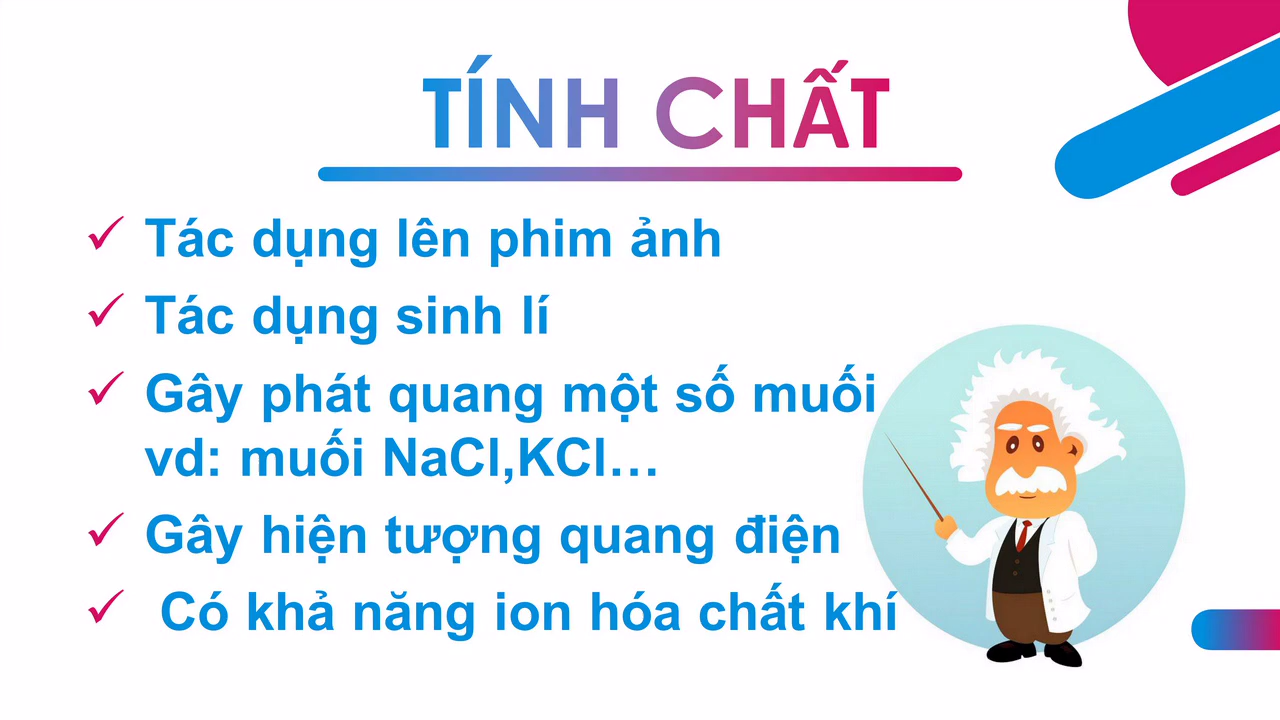 TÍNH CHẤT
Tác dụng lên phim ảnh
Tác dụng sinh lí
Gây phát quang một số muối
vd: muối NaCl,KCl…
Gây hiện tượng quang điện
Có khả năng ion hóa chất khí